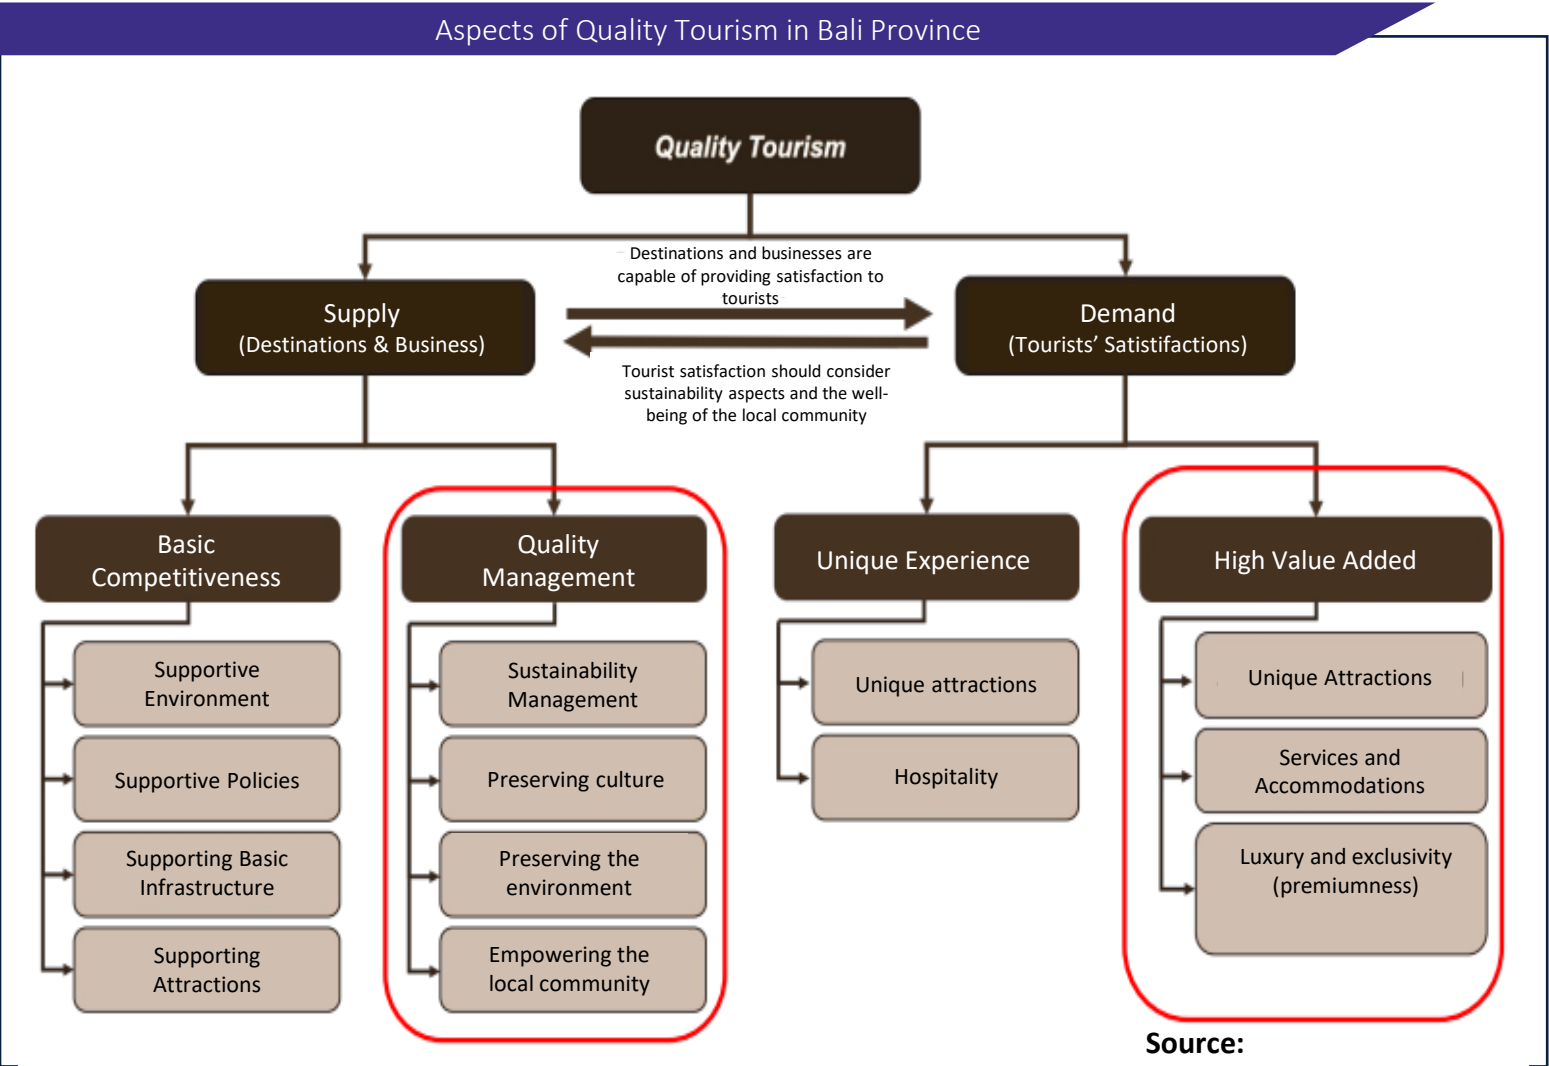 Aspects of Quality Tourism in Bali Province
Quality Tourism
Destinations and businesses are
capable of providing satisfaction to
tourists
Supply
(Destinations & Business)
Demand
(Tourists’ Satistifactions)
Tourist satisfaction should consider
sustainability aspects and the well-
being of the local community
Basic
Competitiveness
Supportive
Environment
Supportive Policies
Supporting Basic
Infrastructure
Supporting
Attractions
Quality
Management
Sustainability
Management
Preserving culture
Preserving the
environment
Empowering the
local community
Unique Experience
Unique attractions
Hospitality
High Value Added
Unique Attractions
Services and
Accommodations
Luxury and exclusivity
(premiumness)
Source: